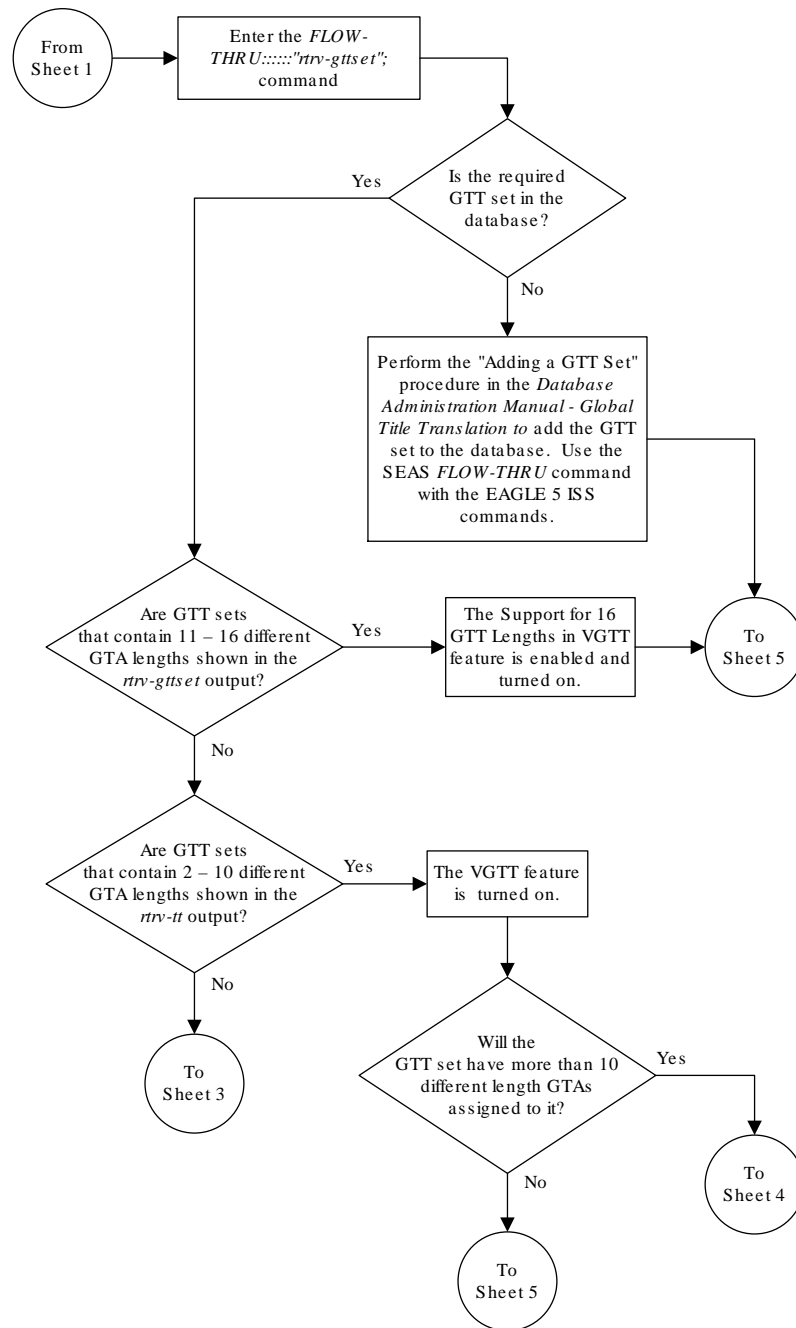 From
Sheet 1
Enter the FLOW-
THRU::::::"rtrv-gttset";
command
Is the required
GTT set in the
database?
Yes
No
Perform the "Adding a GTT Set"
procedure in the Database
Administration Manual - Global
Title Translation to add the GTT
set to the database. Use the
SEAS FLOW-THRU command
with the EAGLE 5 ISS
commands.
Are GTT sets
that contain 11 – 16 different
GTA lengths shown in the
rtrv-gttset output?
Yes
The Support for 16
GTT Lengths in VGTT
feature is enabled and
turned on.
To
Sheet 5
No
Are GTT sets
that contain 2 – 10 different
GTA lengths shown in the
rtrv-tt output?
Yes
The VGTT feature
is turned on.
No
To
Sheet 3
Will the
GTT set have more than 10
different length GTAs
assigned to it?
Yes
To
Sheet 4
No
To
Sheet 5